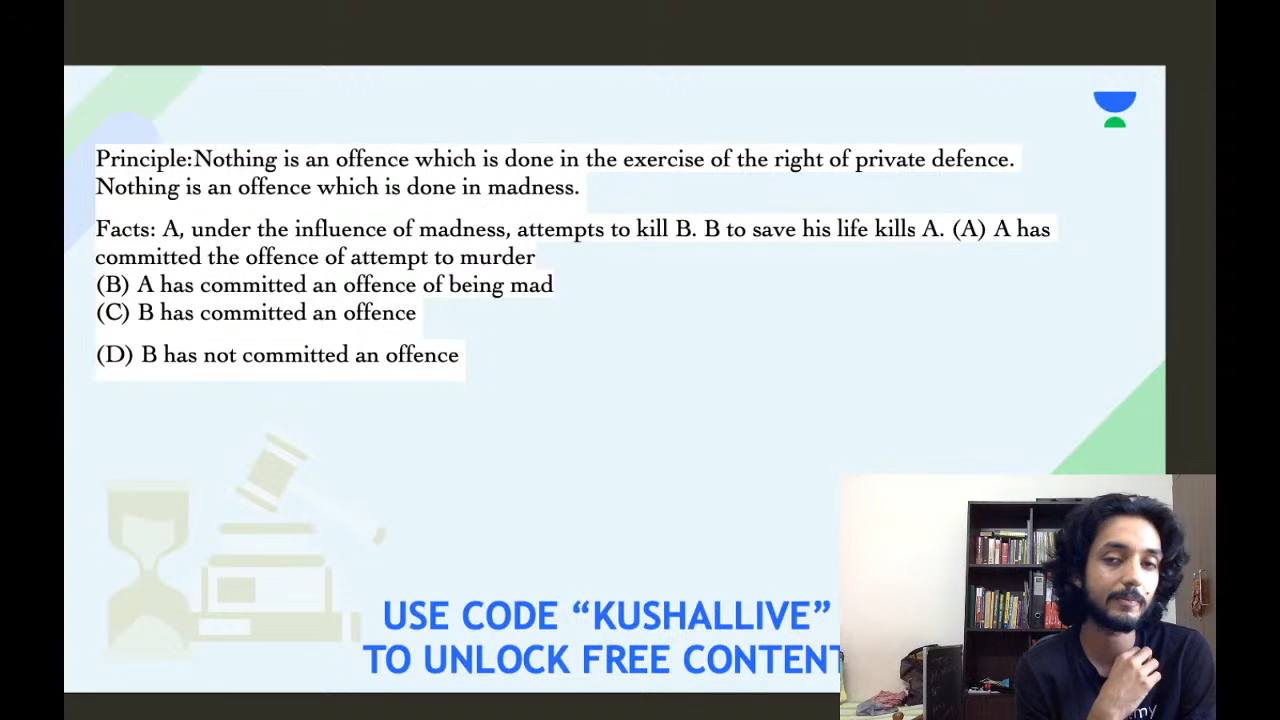 Principle:Nothing is an offence which is done in the exercise of the right of private defence.
Nothing is an offence which is done in madness.
Facts: A, under the influence of madness, attempts to kill B. B to save his life kills A. (A) A has
committed the offence of attempt to murder
(B) A has committed an offence of being mad
(C) B has committed an offence
(D) B has not committed an offence
USE CODE “KUSHALLIVE”
TO UNLOCK FREE CONTENT
my